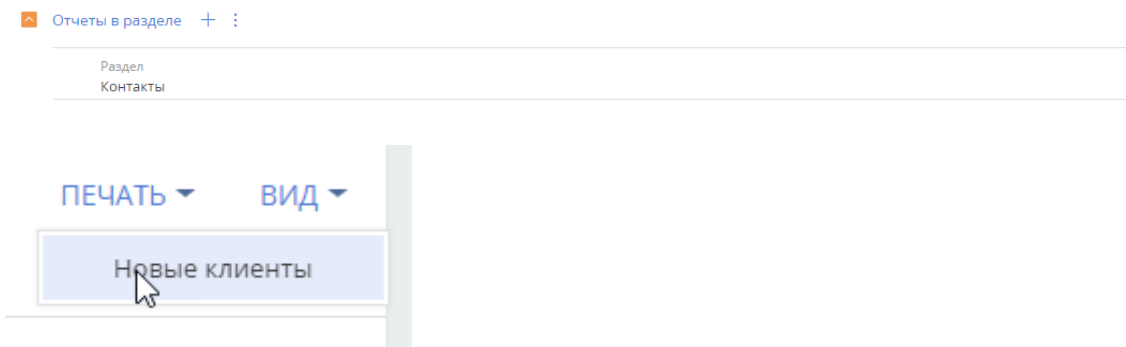 Отчеты в разделе
Раздел
Контакты
ПЕЧАТЬ ВИД
Новые клиенты